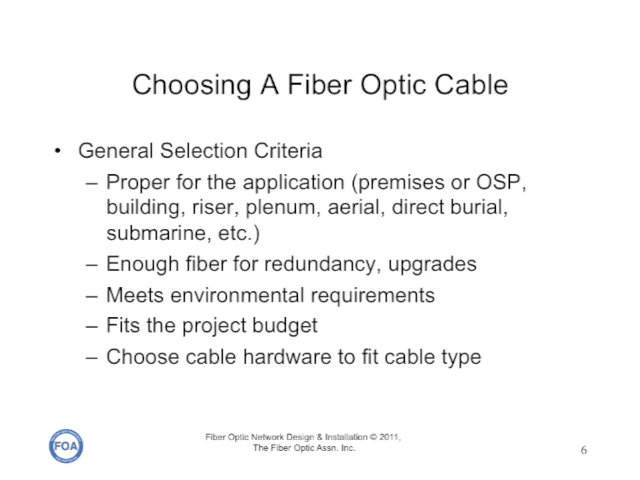 Choosing A Fiber Optic Cable
• General Selection Criteria
– Proper for the application (premises or OSP,
building, riser, plenum, aerial, direct burial,
submarine, etc.)
– Enough fiber for redundancy, upgrades
– Meets environmental requirements
– Fits the project budget
– Choose cable hardware to fit cable type
FOA
Fiber Optic Network Design & Installation © 2011,
The Fiber Optic Assn. Inc.
6